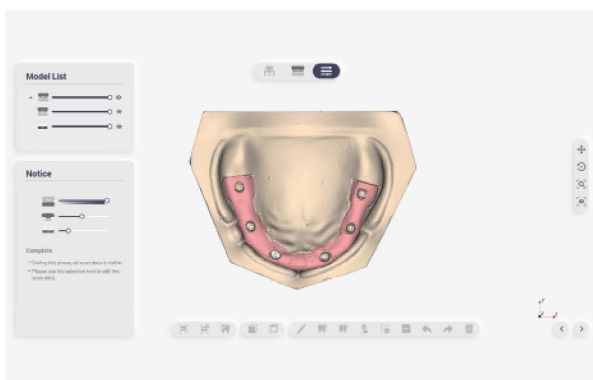 Model List
Notice
Complete
* During this phase, all scan data is visible.
* Please use the selection tool to edit the
scan data.